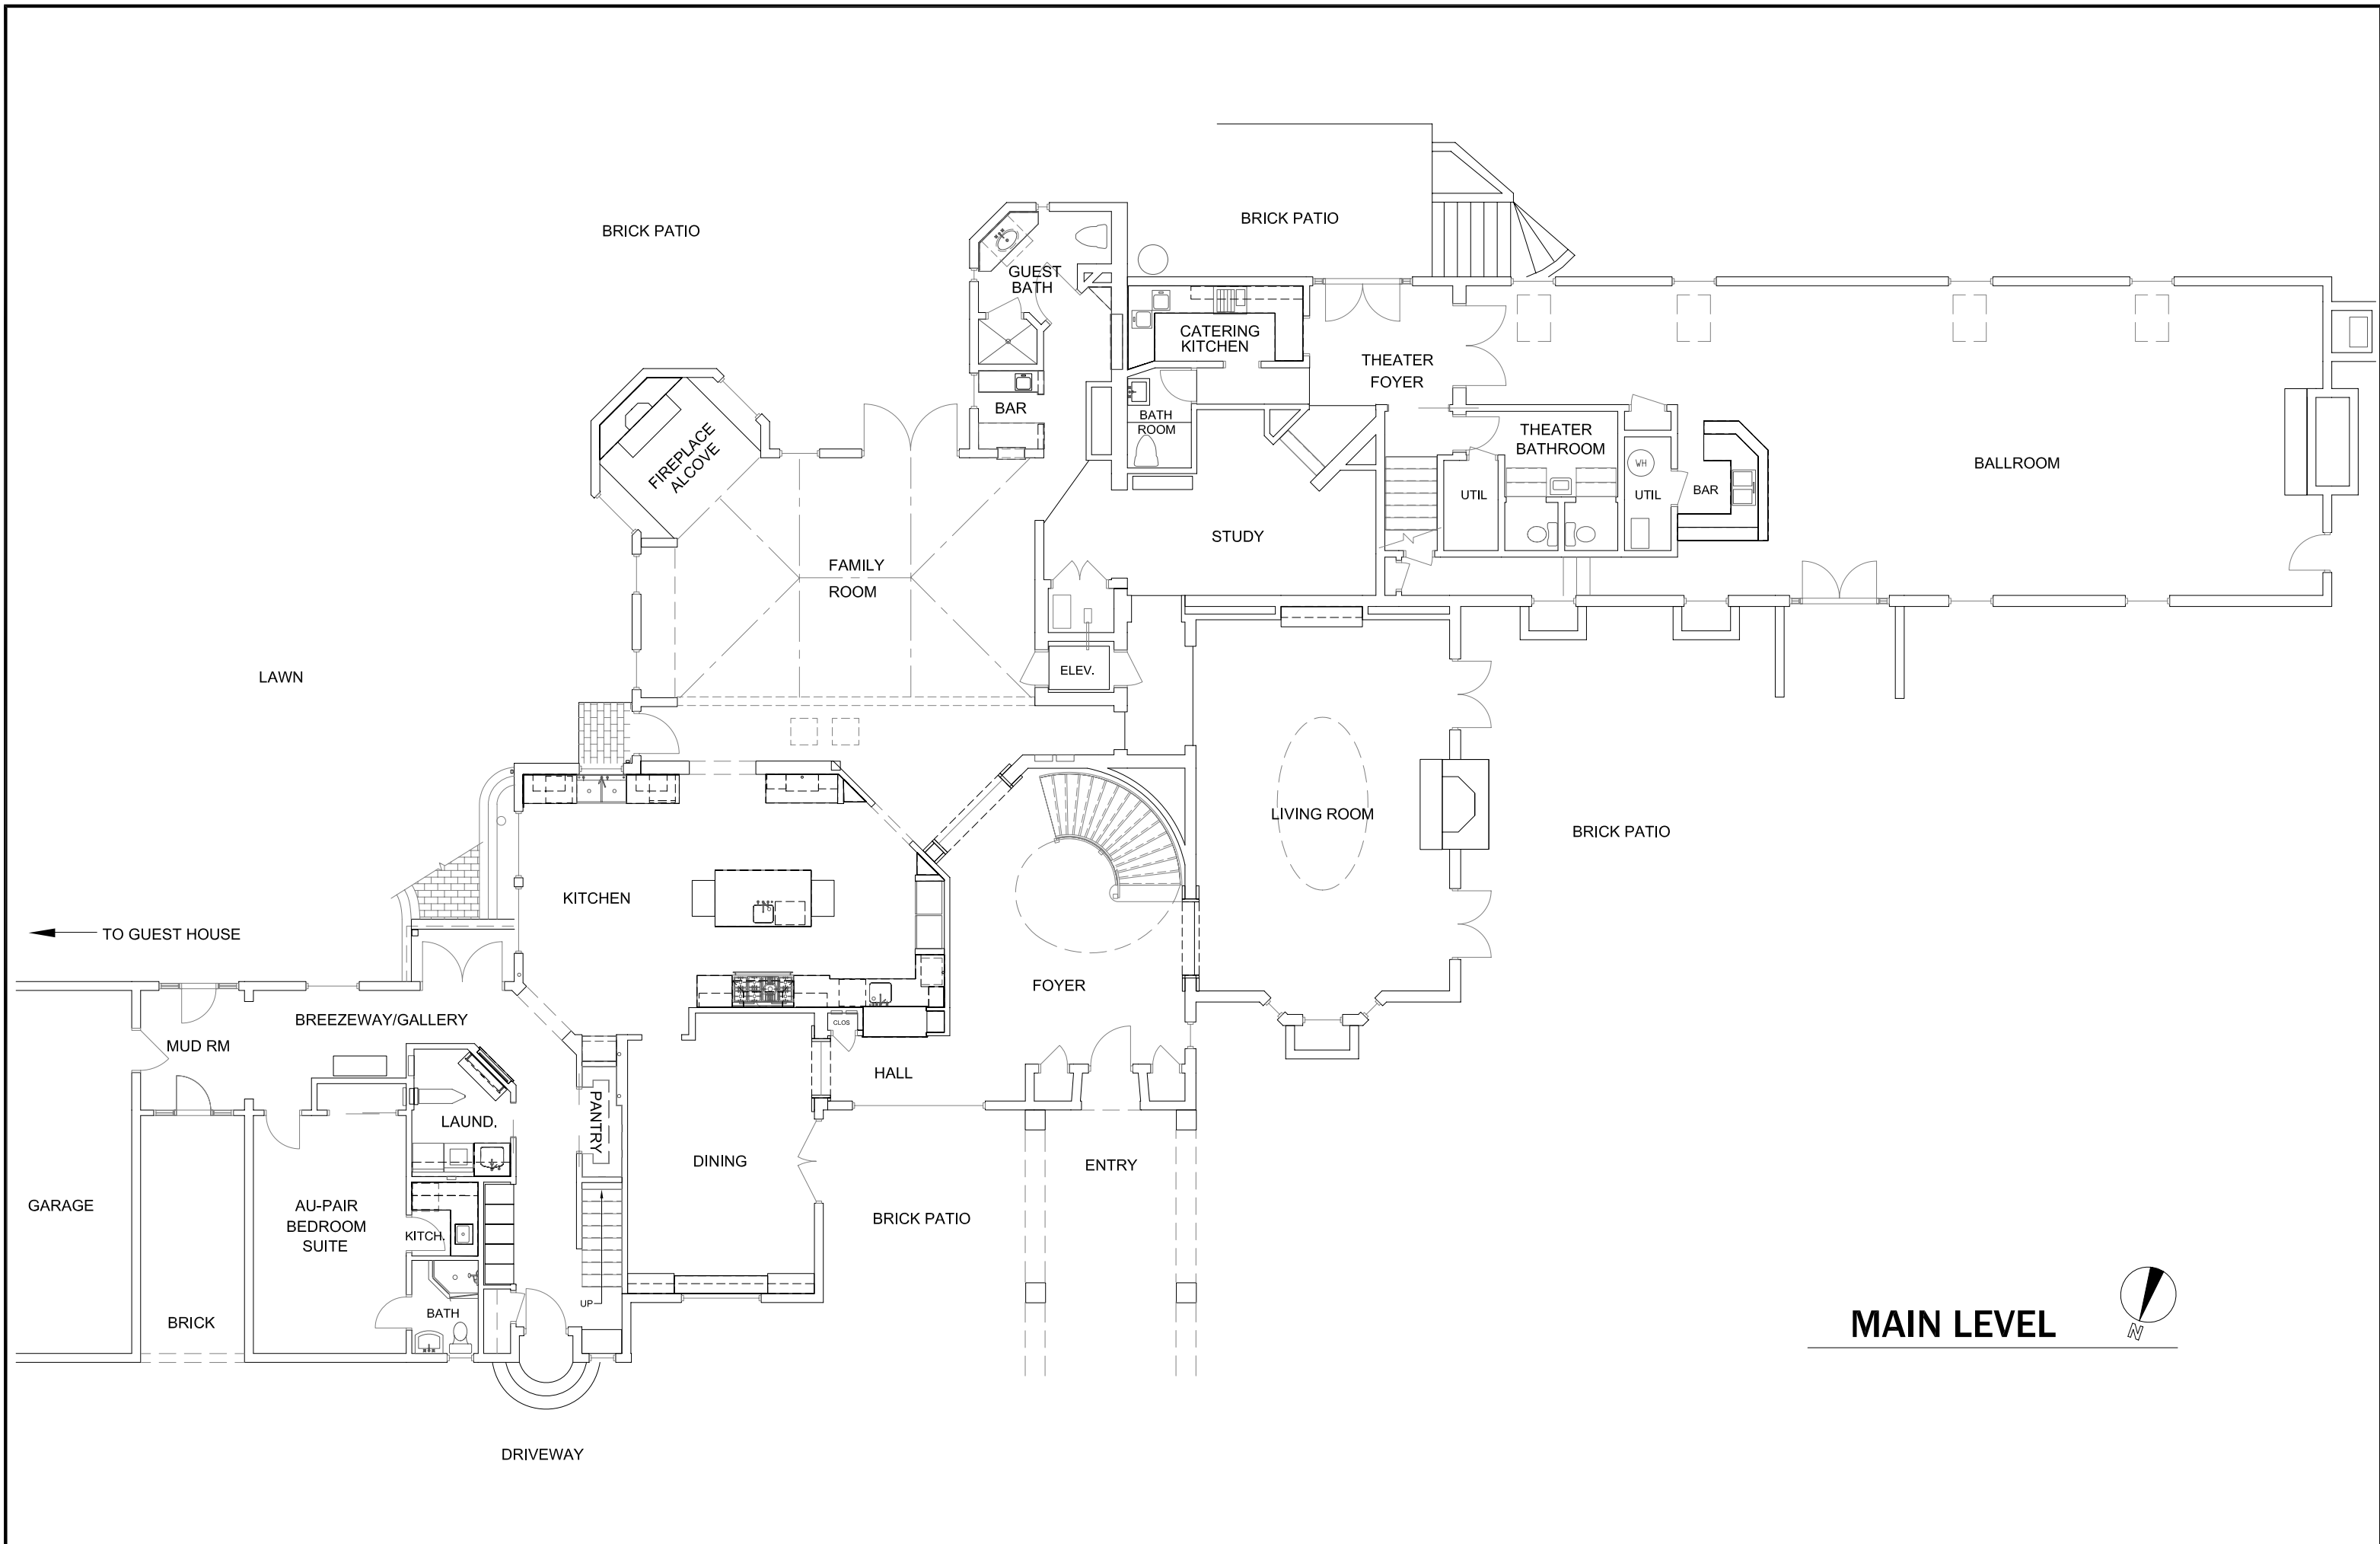 BRICK PATIO
BRICK PATIO
GUEST
BATH
CATERING
KITCHEN
THEATER
FOYER
BAR
BATH
ROOM
FIREPLACE
ALCOVE
THEATER
BATHROOM
WH
BALLROOM
UTIL
UTIL
BAR
STUDY
FAMILY
ROOM
ELEV.
LAWN
LIVING ROOM
BRICK PATIO
KITCHEN
TO GUEST HOUSE
FOYER
BREEZEWAY/GALLERY
CLOS
MUD RM
HALL
PANTRY
LAUND.
DINING
ENTRY
GARAGE
AU-PAIR
BEDROOM
SUITE
KITCH.
BRICK PATIO
UP
BATH
BRICK
MAIN LEVEL
N
DRIVEWAY